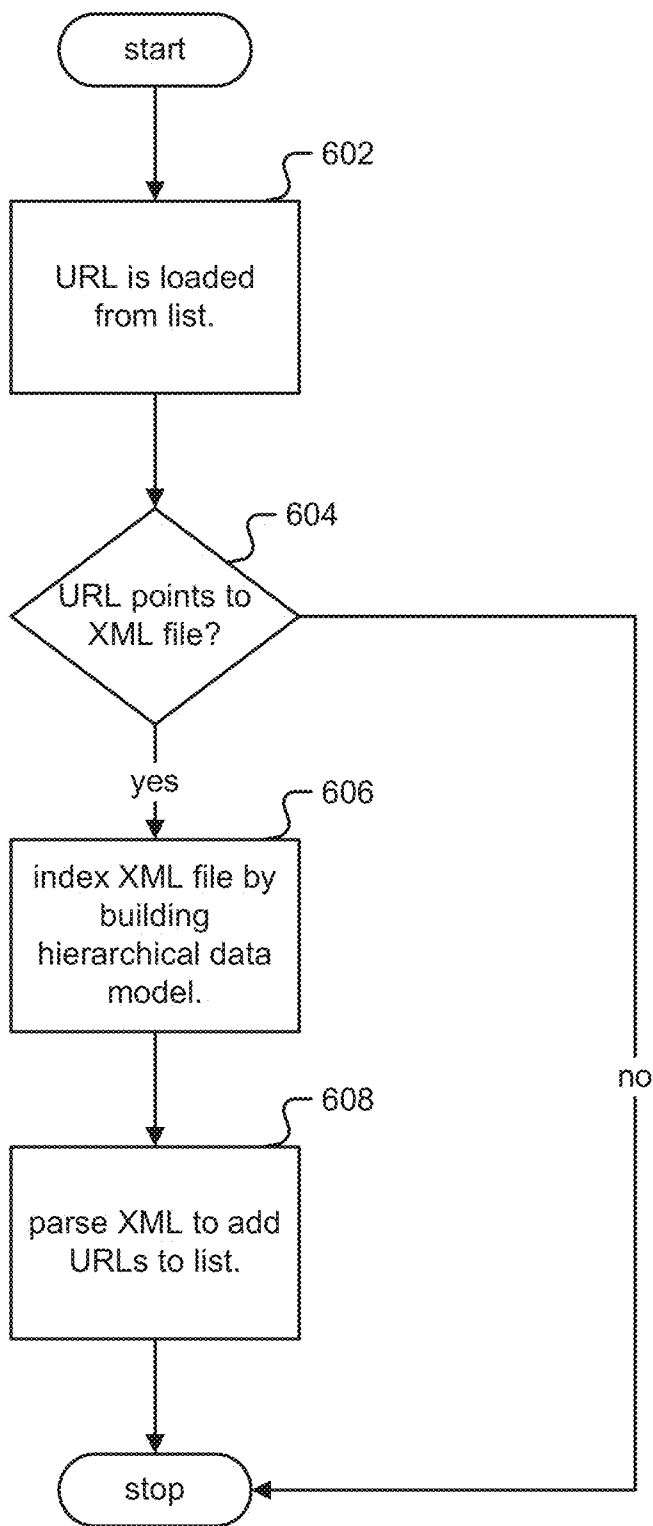 start
602
URL is loaded
from list.
604
URL points to
XML file?
yes
606
index XML file by
building
hierarchical data
model.
no
608
parse XML to add
URLs to list.
stop